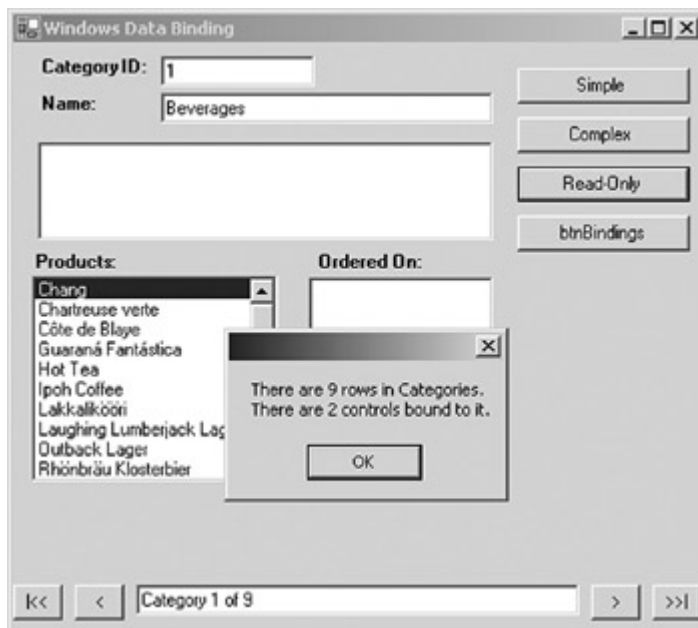 Windows Data Binding
Category ID: 1
Name: Beverages
Simple
Complex
Read-Only
btnBindings
Products:
Ordered On:
Chang
Chartreuse verte
Côte de Blaye
Guaraná Fantástica
Hot Tea
Ipoh Coffee
Lakkalikööri
Laughing Lumberjack Lag
Outback Lager
Rhönbräu Klosterbier
There are 9 rows in Categories.
There are 2 controls bound to it.
OK
|<< < Category 1 of 9 > >>|